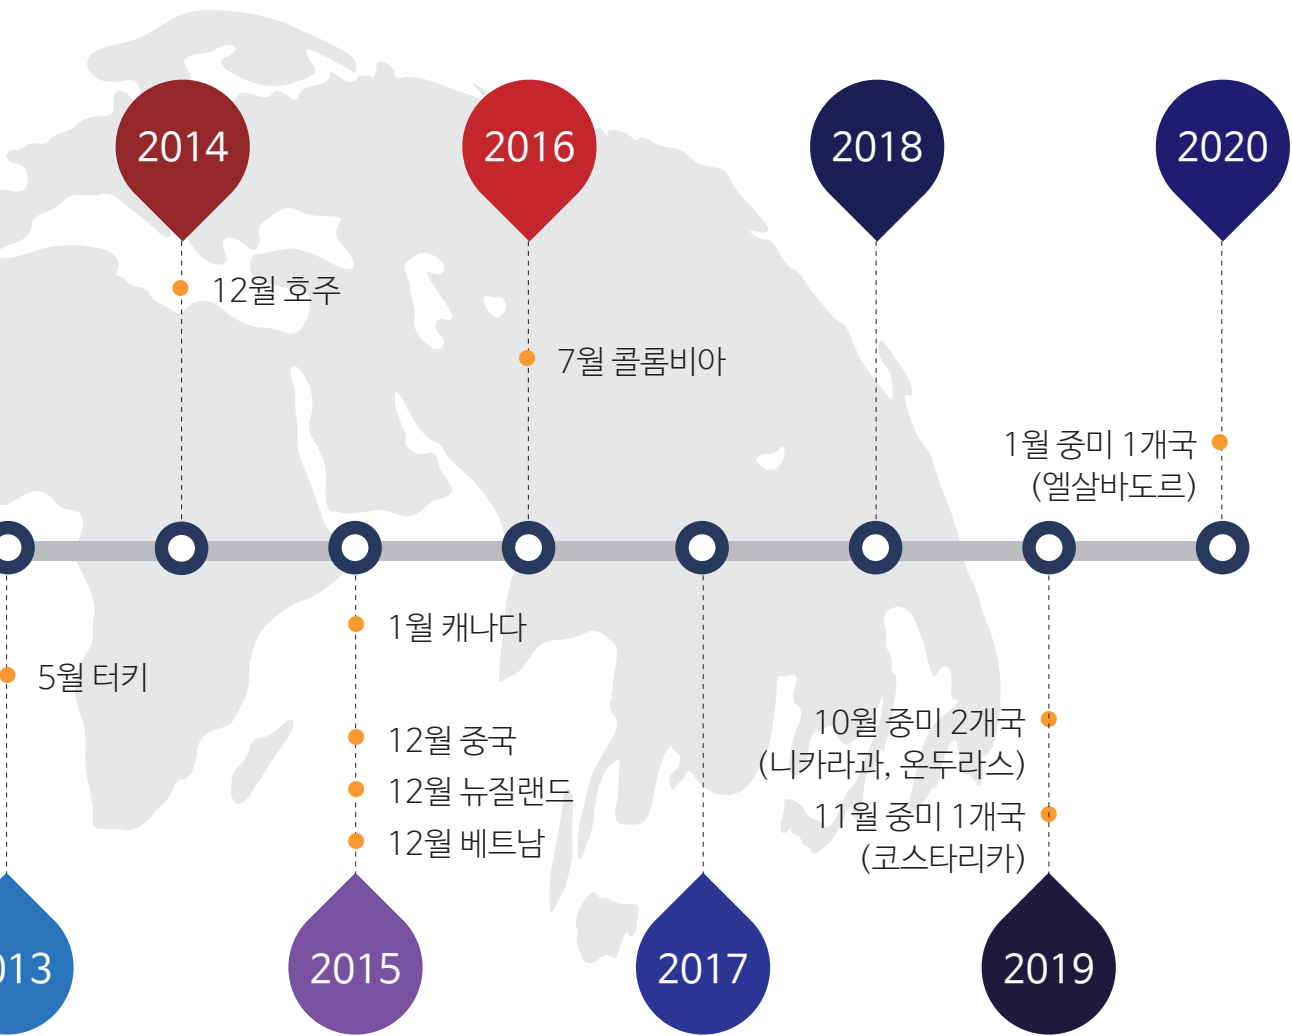 2014
2016
2018
2020
12월 호주
7월 콜롬비아
1월 중미 1개국
(엘살바도르)
1월 캐나다
5월 터키
12월 중국
12월 뉴질랜드
12월 베트남
10월 중미 2개국
(니카라과, 온두라스)
11월 중미 1개국
(코스타리카)
013
2015
2017
2019